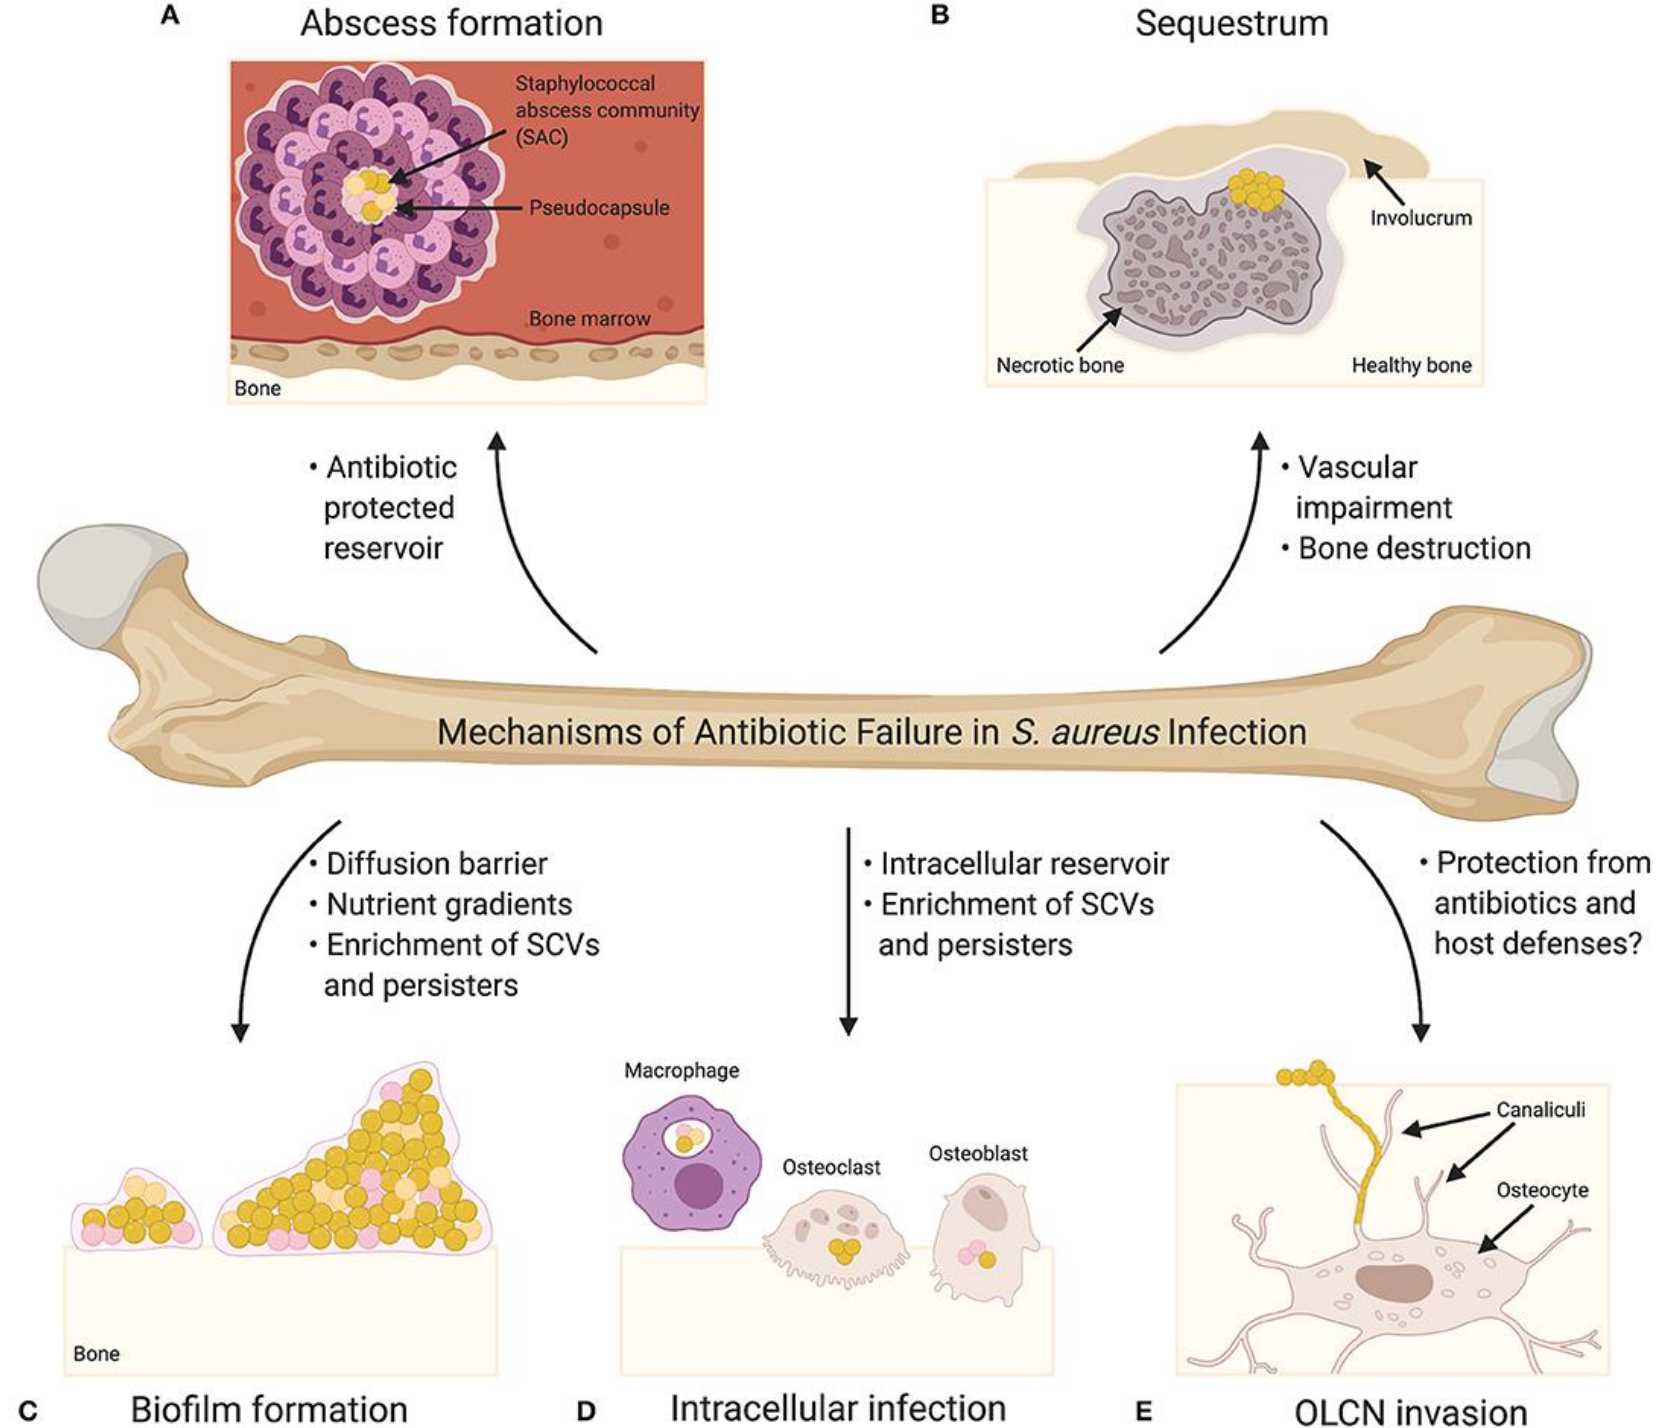 A Abscess formation
Staphylococcal
abscess community
(SAC)
Pseudocapsule
Bone marrow
Bone
B Sequestrum
Involucrum
Necrotic bone
Healthy bone
• Antibiotic
protected
reservoir
• Vascular
impairment
• Bone destruction
Mechanisms of Antibiotic Failure in S. aureus Infection
• Diffusion barrier
• Nutrient gradients
• Enrichment of SCVs
and persisters
• Intracellular reservoir
• Enrichment of SCVs
and persisters
• Protection from
antibiotics and
host defenses?
Bone
C Biofilm formation
Macrophage
Osteoclast
Osteoblast
D Intracellular infection
Canaliculi
Osteocyte
E OLCN invasion